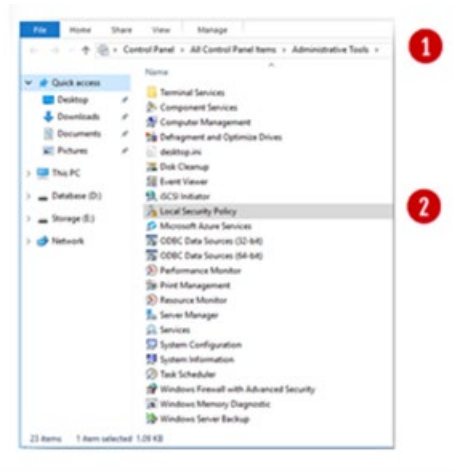 File Home Share View Manage
Control Panel > All Control Panel Items > Administrative Tools >
1
Name
Quick access
Desktop
Downloads
Documents
Pictures
This PC
Database (D:)
Storage (E:)
Network
Terminal Services
Component Services
Computer Management
Defragment and Optimize Drives
desktop.ini
Disk Cleanup
Event Viewer
iSCSI Initiator
Local Security Policy
2
Microsoft Azure Services
ODBC Data Sources (32-bit)
ODBC Data Sources (64-bit)
Performance Monitor
Print Management
Resource Monitor
Server Manager
Services
System Configuration
System Information
Task Scheduler
Windows Firewall with Advanced Security
Windows Memory Diagnostic
Windows Server Backup
23 items 1 item selected 1.09 KB